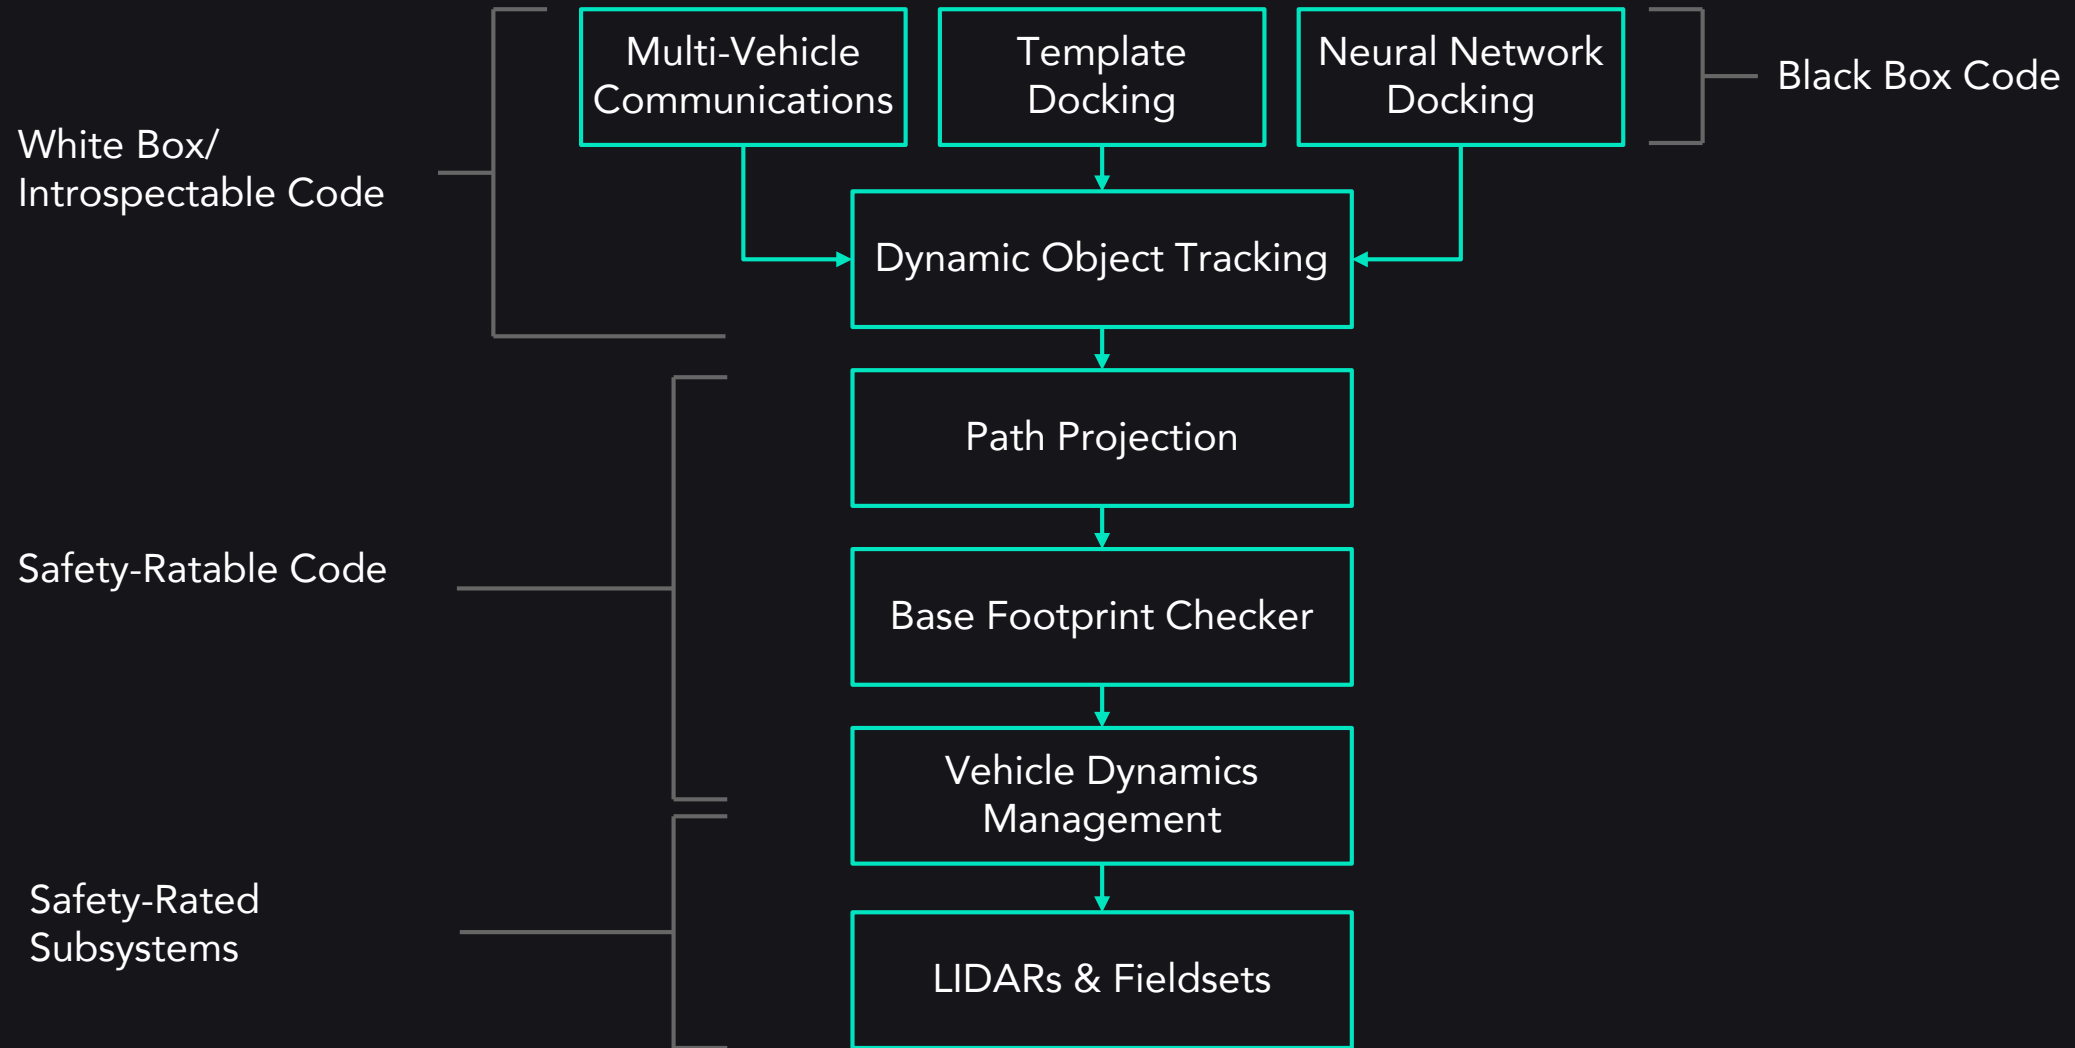 Multi-Vehicle
Communications
Template
Docking
Neural Network
Docking
Black Box Code
White Box/
Introspectable Code
Dynamic Object Tracking
Path Projection
Safety-Ratable Code
Base Footprint Checker
Vehicle Dynamics
Management
Safety-Rated
Subsystems
LIDARs & Fieldsets